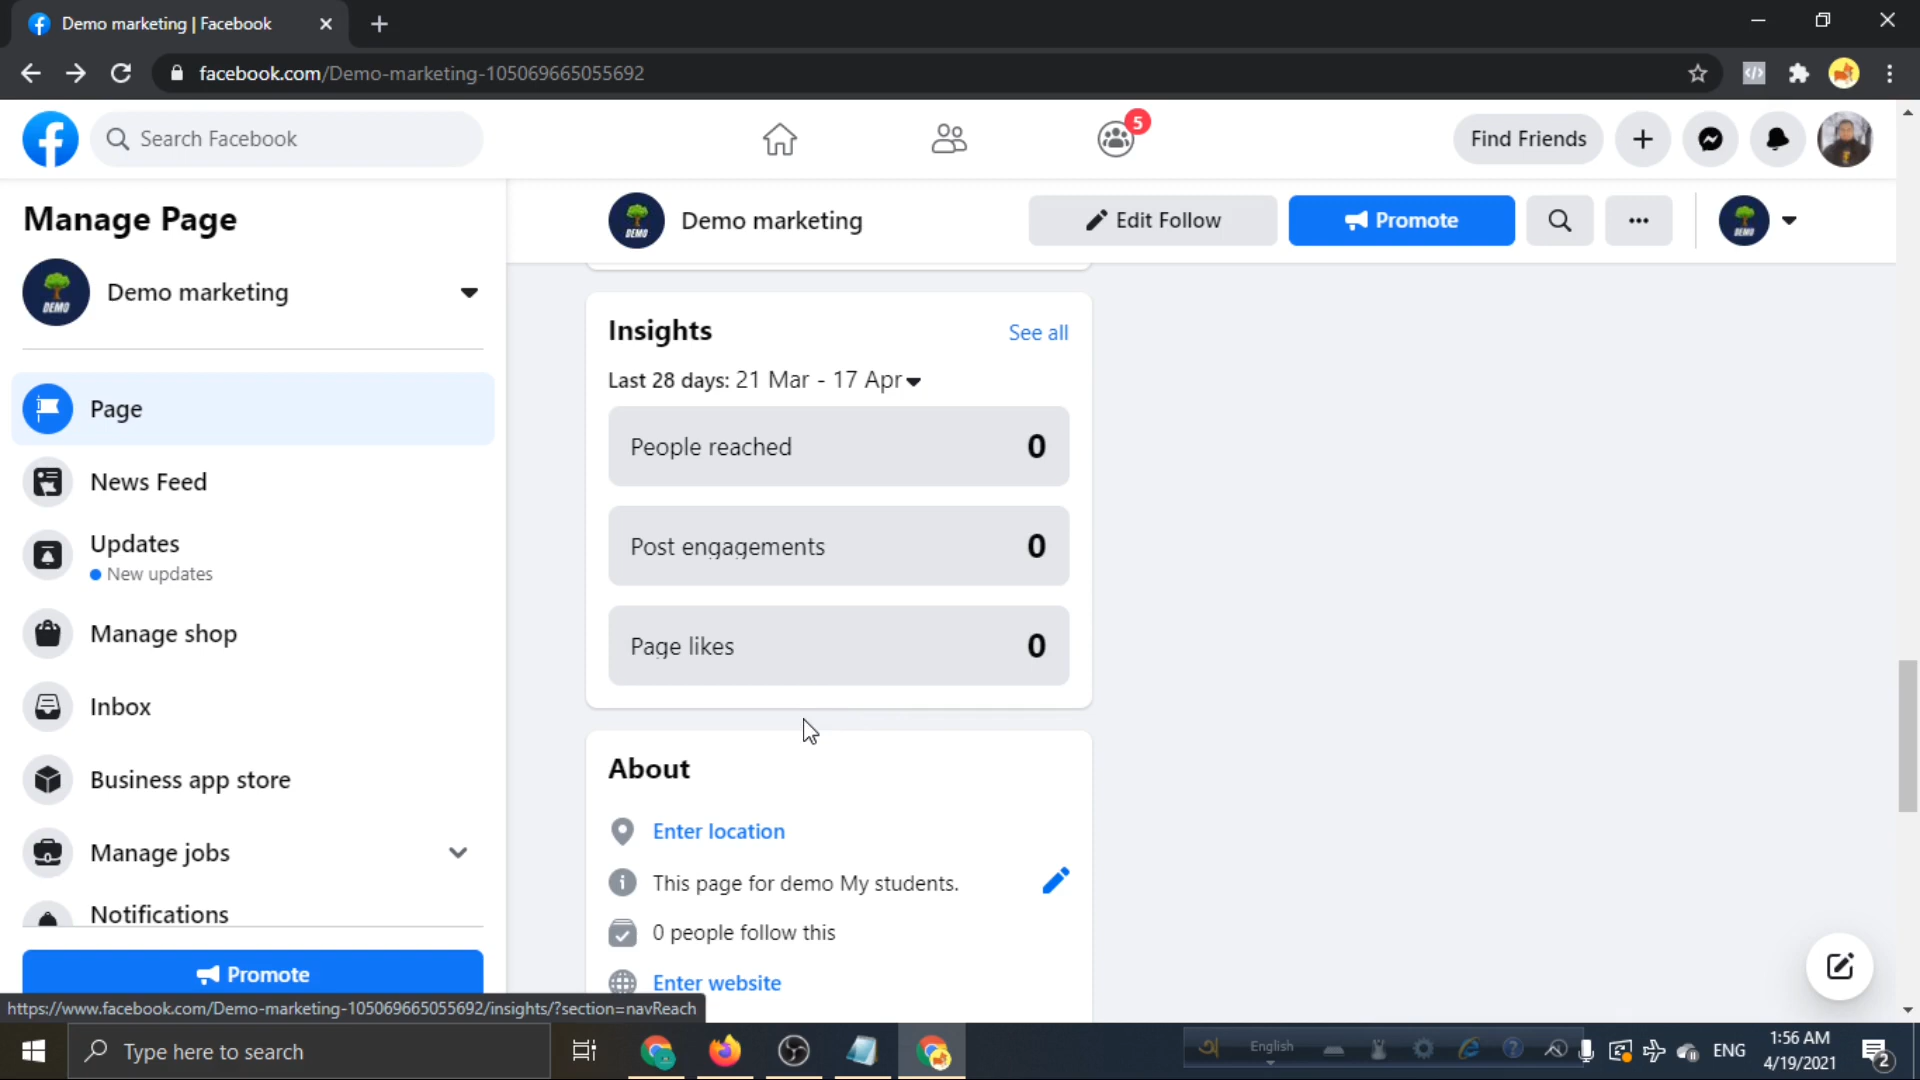 Demo marketing | Facebook
facebook.com/Demo-marketing-105069665055692
Search Facebook
5
Find Friends
Manage Page
DEMO
Demo marketing
Edit Follow
Promote
DEMO
DEMO
Demo marketing
Page
News Feed
Updates
New updates
Manage shop
Inbox
Business app store
Manage jobs
Notifications
Promote
Insights
See all
Last 28 days: 21 Mar - 17 Apr
People reached 0
Post engagements 0
Page likes 0
About
Enter location
This page for demo My students.
0 people follow this
Enter website
https://www.facebook.com/Demo-marketing-105069665055692/insights/?section=navReach
Type here to search
English
ENG
1:56 AM
4/19/2021
2